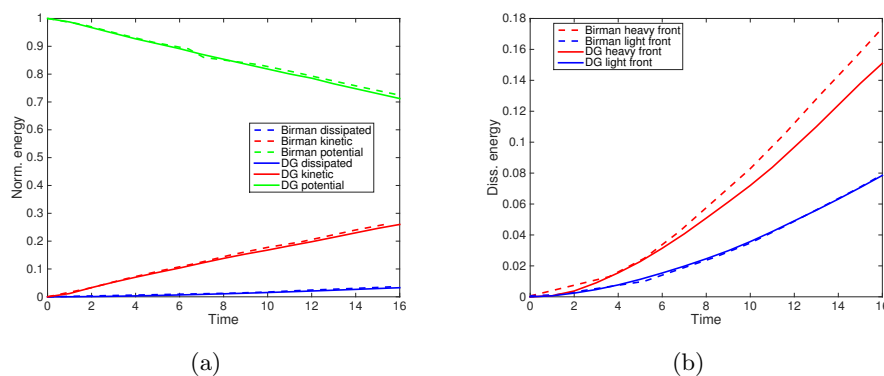 1
0.9
0.8
0.7
0.6
0.5
0.4
0.3
0.2
0.1
0
Norm. energy
Birman dissipated
Birman kinetic
Birman potential
DG dissipated
DG kinetic
DG potential
0 2 4 6 8 10 12 14 16
Time
(a)
0.18
0.16
0.14
0.12
0.1
0.08
0.06
0.04
0.02
0
Diss. energy
Birman heavy front
Birman light front
DG heavy front
DG light front
0 2 4 6 8 10 12 14 16
Time
(b)